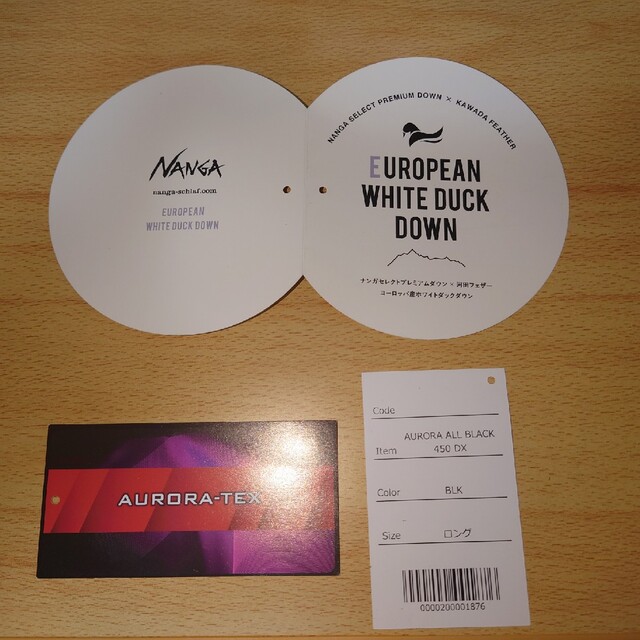 NANGA
nanga-schlaf.com
EUROPEAN
WHITE DUCK DOWN
NANGA SELECT PREMIUM DOWN × KAWADA FEATHER
EUROPEAN
WHITE DUCK
DOWN
ナンガセレクトプレミアムダウン × 河田フェザー
ヨーロッパ産ホワイトダックダウン
AURORA-TEX
Code
Item AURORA ALL BLACK
450 DX
Color BLK
Size ロング
0000200001876